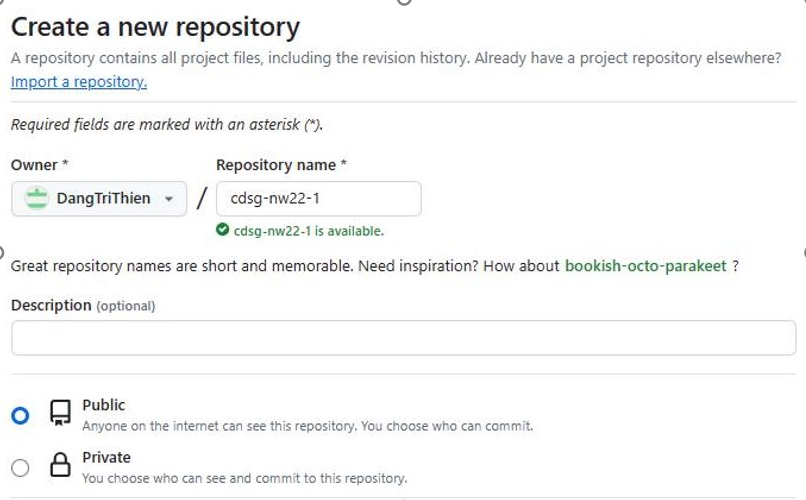 Create a new repository
A repository contains all project files, including the revision history. Already have a project repository elsewhere?
Import a repository.
Required fields are marked with an asterisk (*).
Owner * Repository name *
DangTriThien / cdsg-nw22-1
cdsg-nw22-1 is available.
Great repository names are short and memorable. Need inspiration? How about bookish-octo-parakeet ?
Description (optional)
Public
Anyone on the internet can see this repository. You choose who can commit.
Private
You choose who can see and commit to this repository.